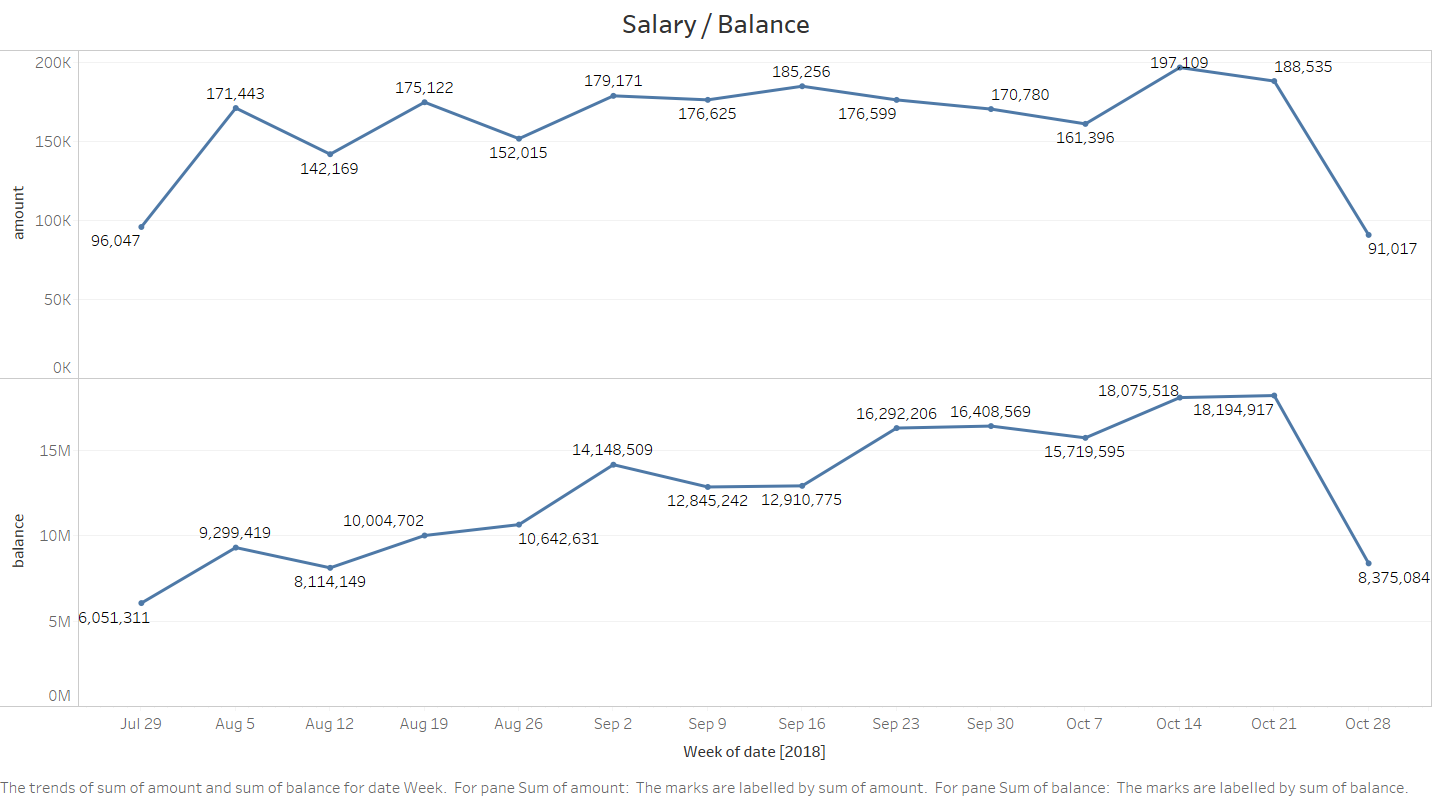 Salary / Balance
200K
150K
100K
50K
0K
amount
96,047
171,443
142,169
175,122
152,015
179,171
176,625
185,256
176,599
170,780
161,396
197,109
188,535
91,017
15M
10M
5M
0M
balance
6,051,311
9,299,419
8,114,149
10,004,702
10,642,631
14,148,509
12,845,242
12,910,775
16,292,206
16,408,569
15,719,595
18,075,518
18,194,917
8,375,084
Jul 29 Aug 5 Aug 12 Aug 19 Aug 26 Sep 2 Sep 9 Sep 16 Sep 23 Sep 30 Oct 7 Oct 14 Oct 21 Oct 28
Week of date [2018]
The trends of sum of amount and sum of balance for date Week. For pane Sum of amount: The marks are labelled by sum of amount. For pane Sum of balance: The marks are labelled by sum of balance.